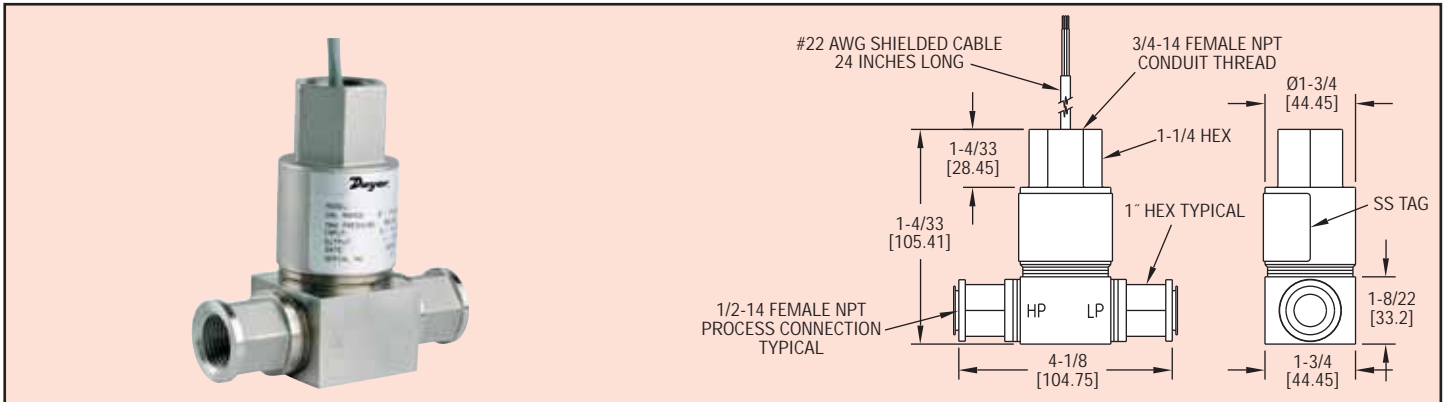 Dwyer
#22 AWG SHIELDED CABLE
24 INCHES LONG
3/4-14 FEMALE NPT
CONDUIT THREAD
Ø1-3/4
[44.45]
1-4/33
[28.45]
1-1/4 HEX
1-4/33
[105.41]
1˝ HEX TYPICAL
SS TAG
1/2-14 FEMALE NPT
PROCESS CONNECTION
TYPICAL
HP LP
1-8/22
[33.2]
4-1/8
[104.75]
1-3/4
[44.45]